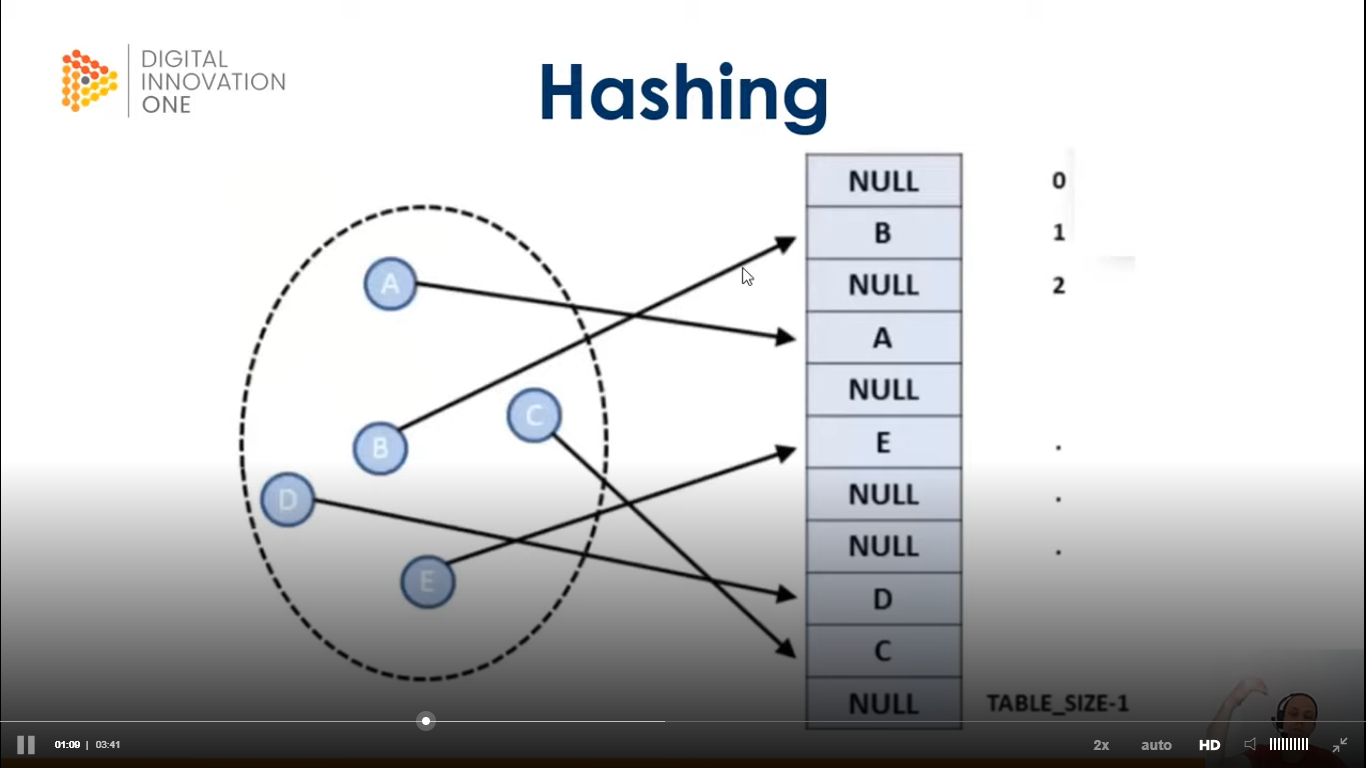 DIGITAL
INNOVATION
ONE
Hashing
A
B
C
D
E
NULL 0
B 1
NULL 2
A
NULL
E .
NULL .
NULL .
D
C
NULL TABLE_SIZE-1
01:09 | 03:41
2x auto HD